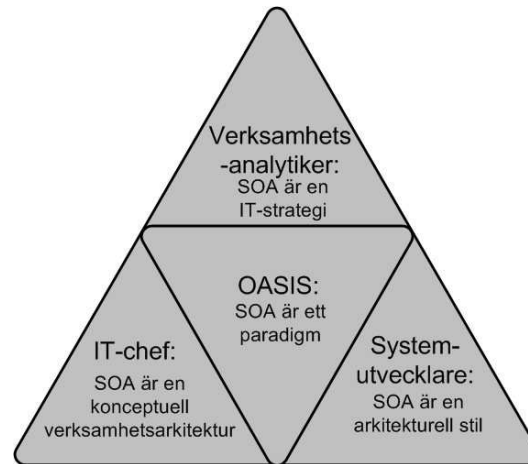 Verksamhets
-analytiker:
SOA är en
IT-strategi
OASIS:
SOA är ett
paradigm
IT-chef:
SOA är en
konceptuell
verksamhetsarkitektur
System-
utvecklare:
SOA är en
arkitekturell stil